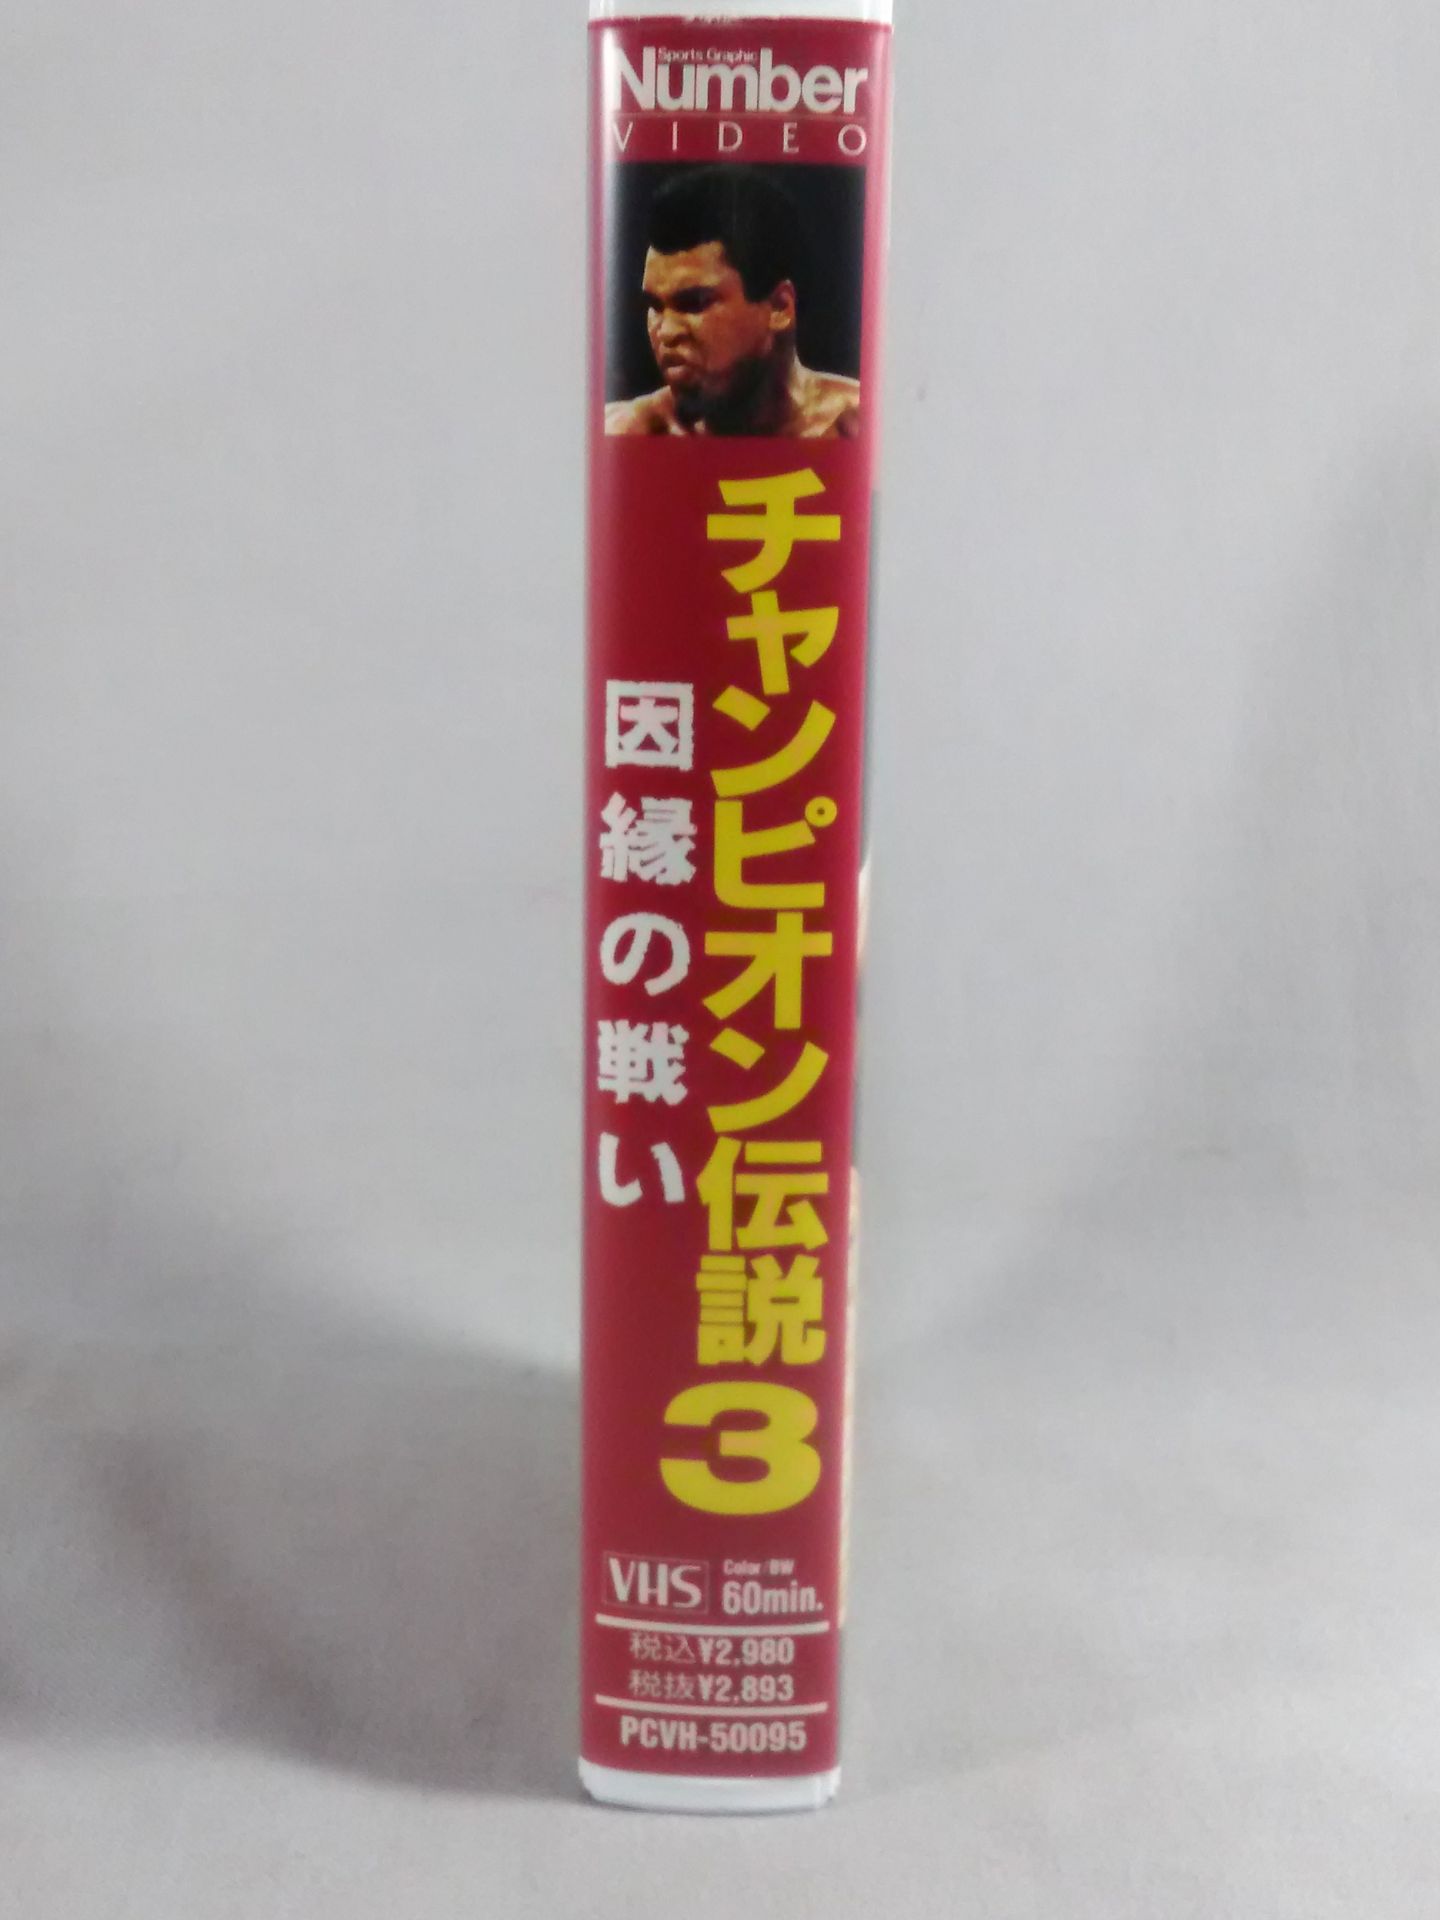 Sports Graphic
Number
VIDEO
チャンピオン伝説3
因縁の戦い
VHS
Color/BW
60min.
税込¥2,980
税抜¥2,893
PCVH-50095